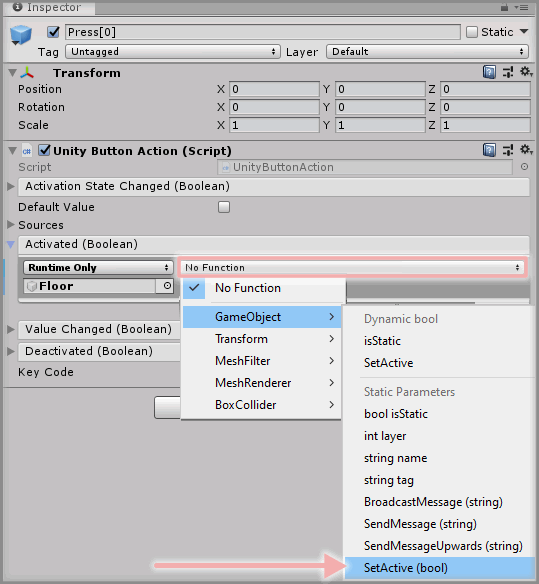 Inspector
Press[0]
Static
Tag Untagged Layer Default
Transform
Position X 0 Y 0 Z 0
Rotation X 0 Y 0 Z 0
Scale X 1 Y 1 Z 1
Unity Button Action (Script)
Script UnityButtonAction
Activation State Changed (Boolean)
Default Value
Sources
Activated (Boolean)
Runtime Only No Function
Floor
No Function
GameObject
Transform
MeshFilter
MeshRenderer
BoxCollider
Value Changed (Boolean)
Deactivated (Boolean)
Key Code
Dynamic bool
isStatic
SetActive
Static Parameters
bool isStatic
int layer
string name
string tag
BroadcastMessage (string)
SendMessage (string)
SendMessageUpwards (string)
SetActive (bool)